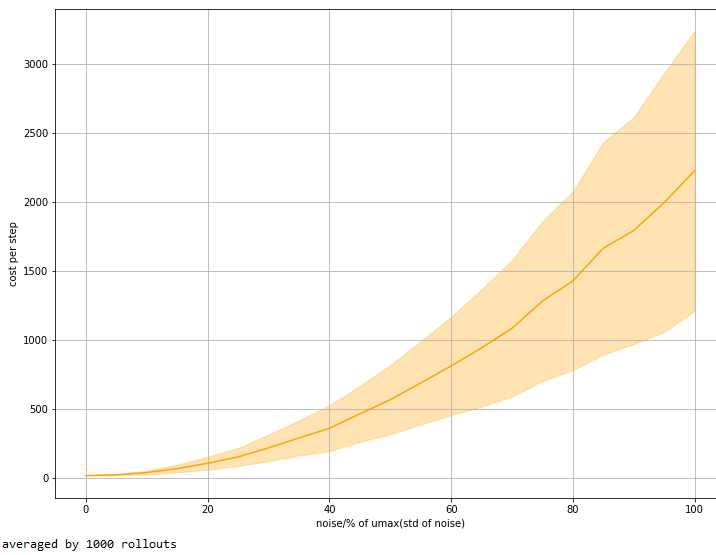 cost per step
3000
2500
2000
1500
1000
500
0
0 20 40 60 80 100
noise/% of umax(std of noise)
averaged by 1000 rollouts